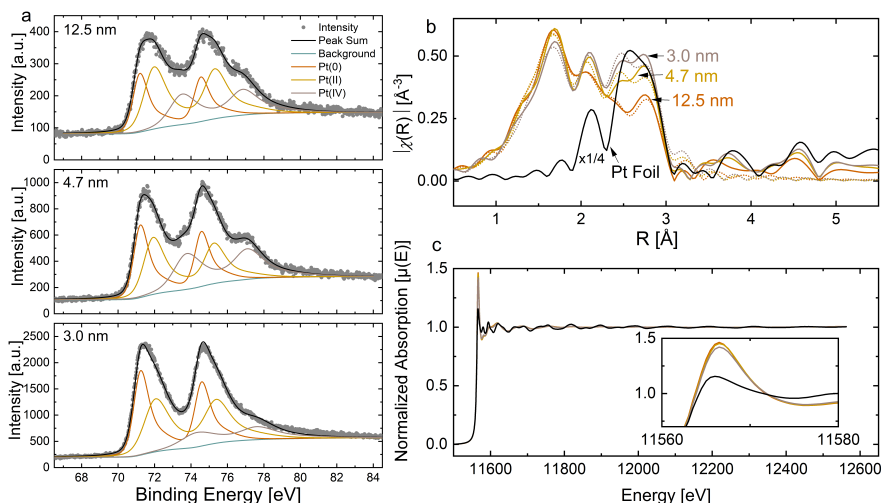 a
12.5 nm
400
300
200
100
0
Intensity [a.u.]
Intensity
Peak Sum
Background
Pt(0)
Pt(II)
Pt(IV)
4.7 nm
1000
800
600
400
200
0
Intensity [a.u.]
3.0 nm
2500
2000
1500
1000
500
0
Intensity [a.u.]
68 70 72 74 76 78 80 82 84
Binding Energy [eV]
b
0.50
0.25
0.00
|χ(R) | [Å-3]
3.0 nm
4.7 nm
12.5 nm
x1/4
Pt Foil
1 2 3 4 5
R [Å]
c
1.5
1.0
0.5
0.0
Normalized Absorption [μ(E)]
1.5
1.0
11560 11580
11600 11800 12000 12200 12400 12600
Energy [eV]